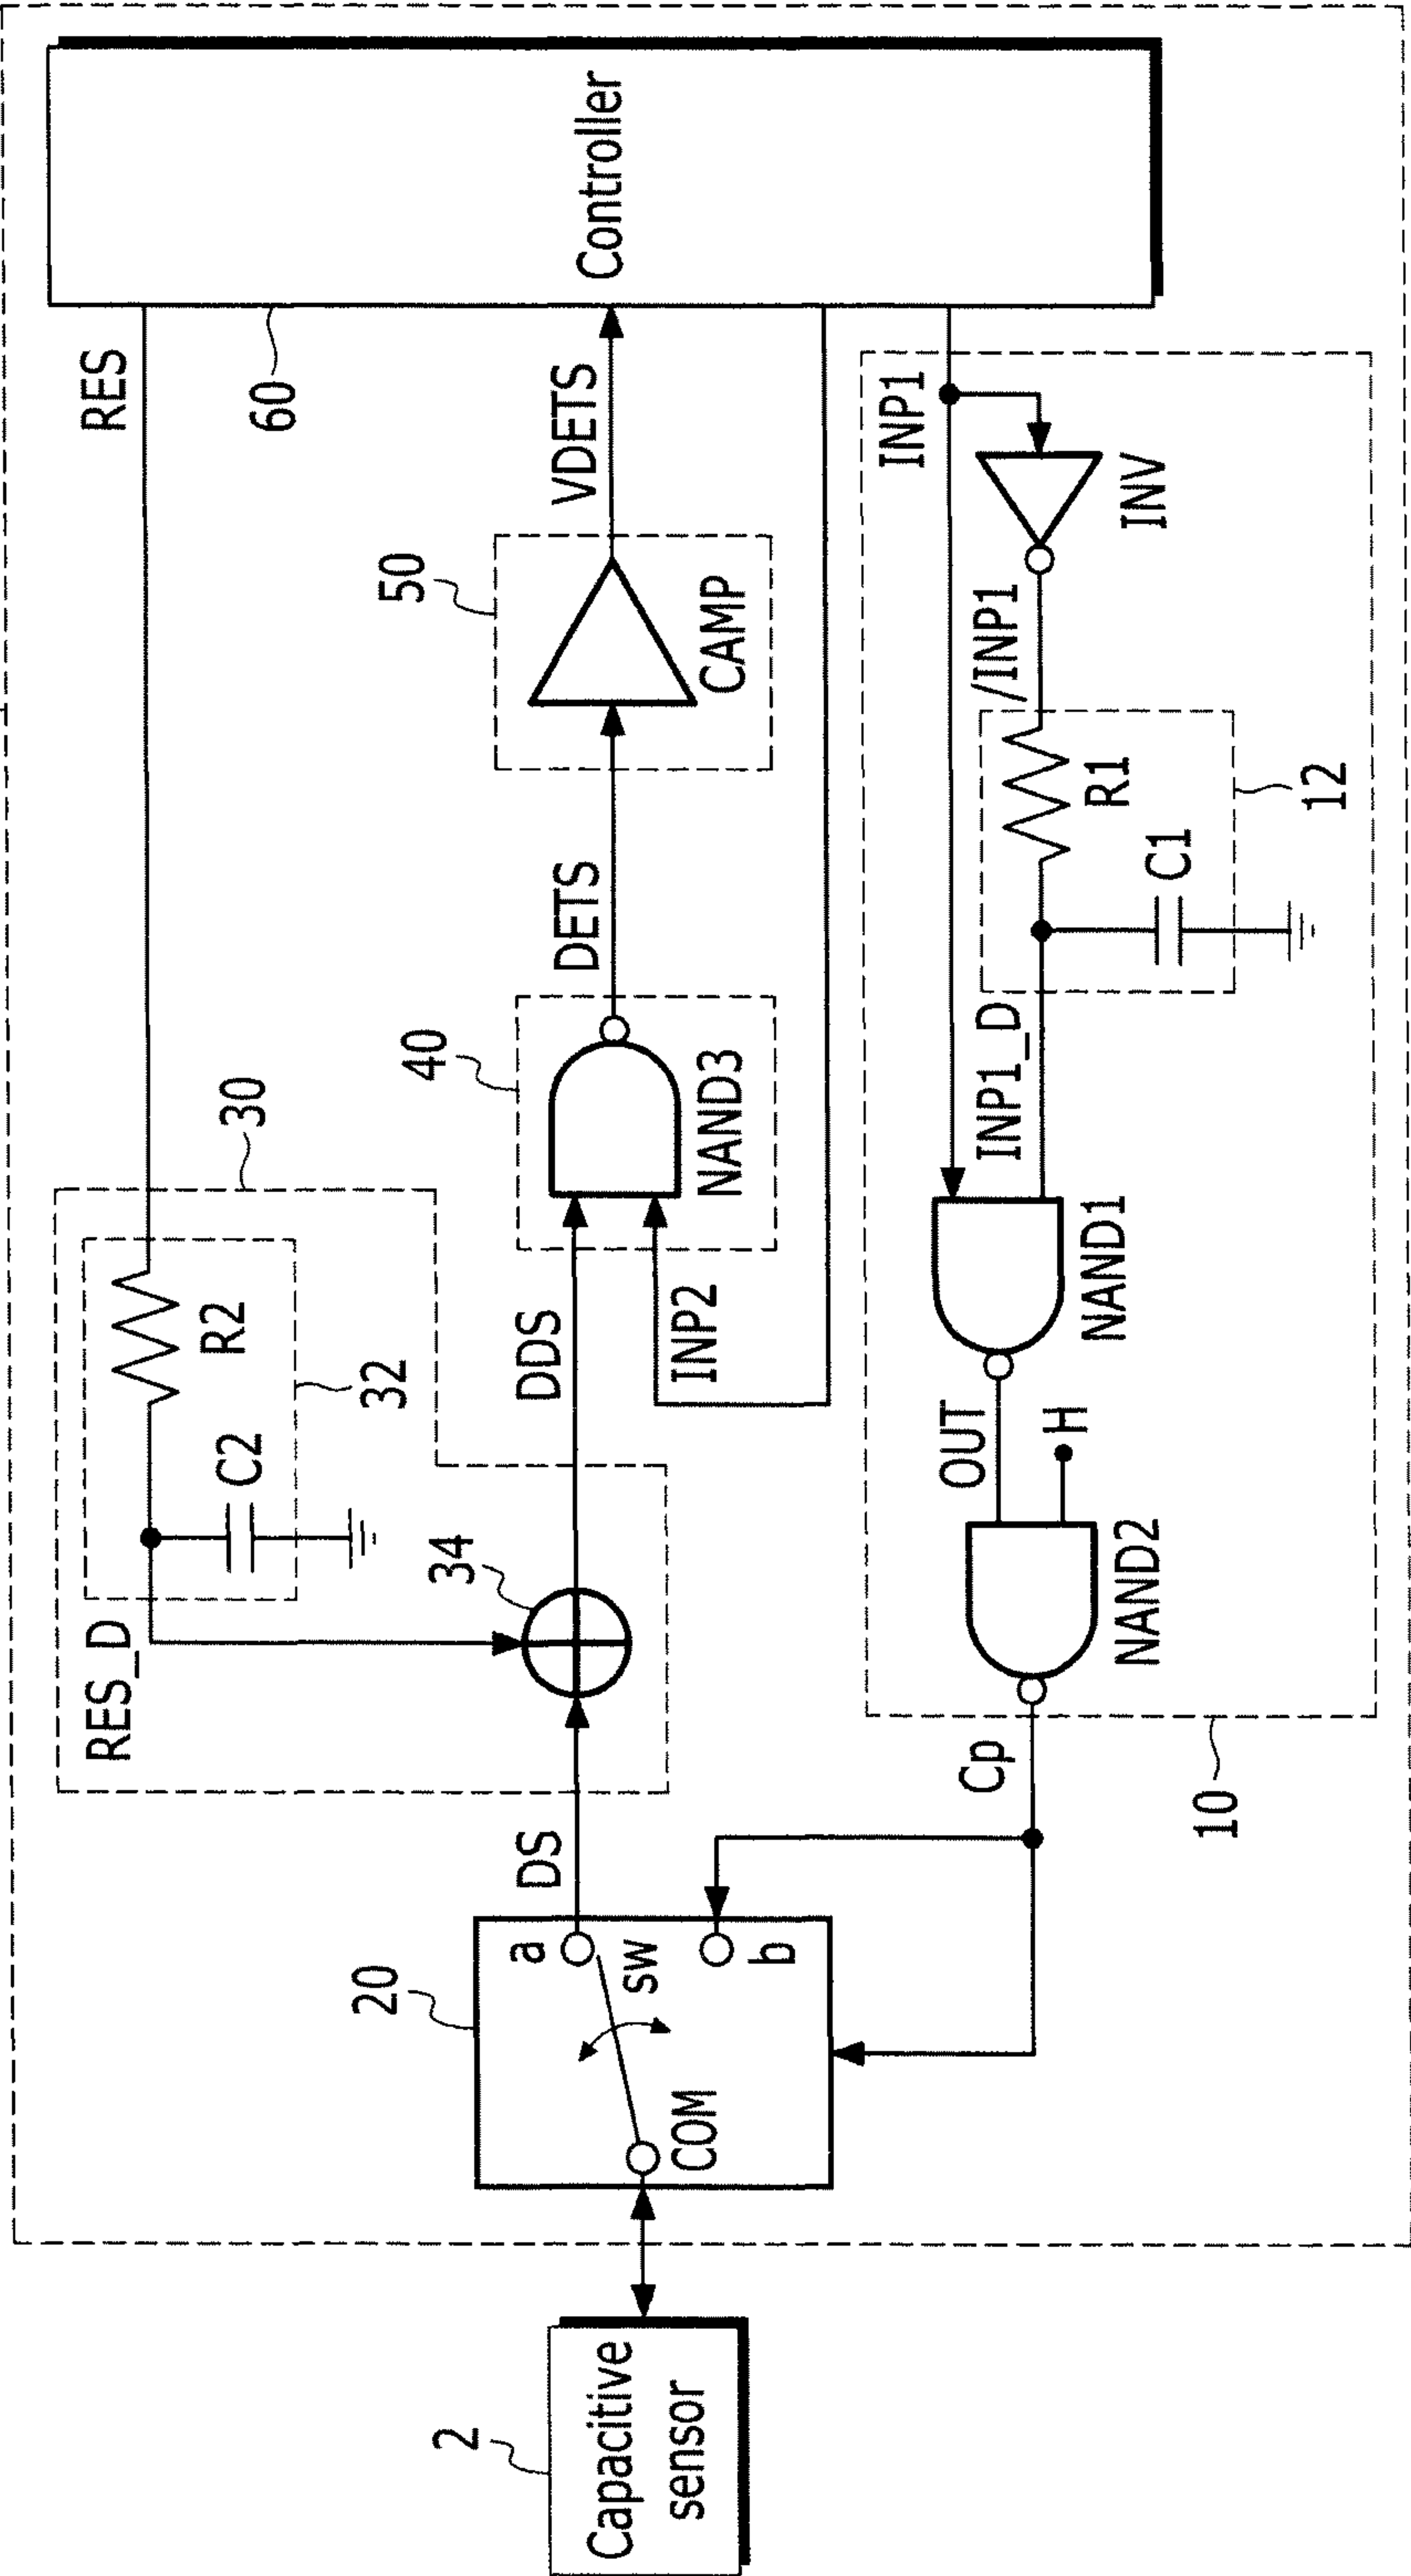 Capacitive
sensor
2
COM
sw
a
b
20
DS
Cp
10
RES_D
34
C2
R2
32
30
RES
60
DDS
INP2
40
NAND3
DETS
50
CAMP
VDETS
Controller
NAND2
OUT
H
NAND1
INP1_D
C1
R1
12
/INP1
INV
INP1